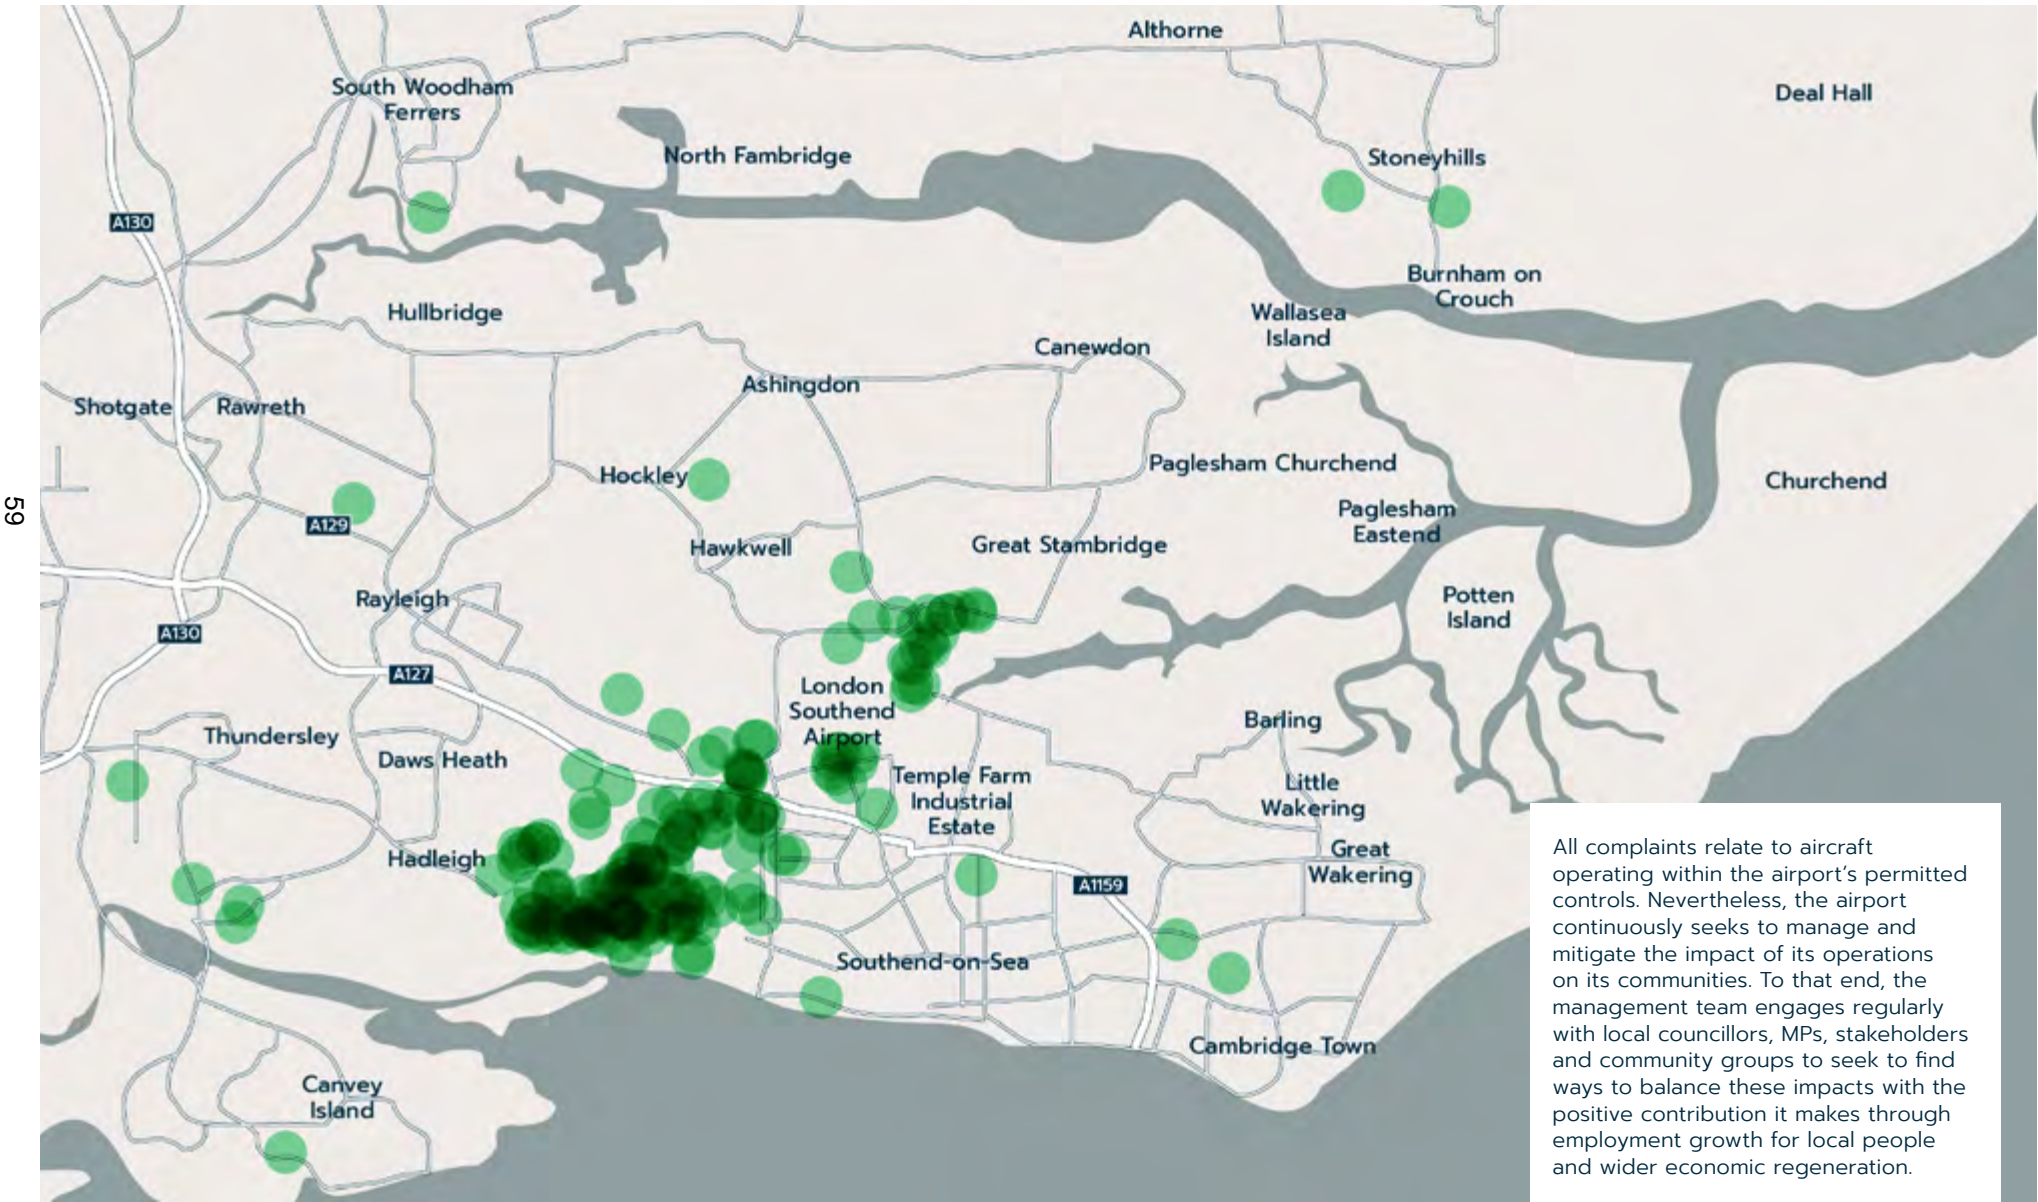 Althorne
Deal Hall
South Woodham
Ferrers
North Fambridge
Stoneyhills
A130
Burnham on
Crouch
Hullbridge
Wallasea
Island
Canewdon
Ashingdon
Shotgate
Rawreth
Hockley
Paglesham Churchend
Churchend
59
A129
Paglesham
Eastend
Hawkwell
Great Stambridge
Rayleigh
Potten
Island
A130
A127
London
Southend
Airport
Thundersley
Daws Heath
Barling
Temple Farm
Industrial
Estate
Little
Wakering
Hadleigh
Great
Wakering
A1159
Southend-on-Sea
Cambridge Town
Canvey
Island
All complaints relate to aircraft
operating within the airport’s permitted
controls. Nevertheless, the airport
continuously seeks to manage and
mitigate the impact of its operations
on its communities. To that end, the
management team engages regularly
with local councillors, MPs, stakeholders
and community groups to seek to find
ways to balance these impacts with the
positive contribution it makes through
employment growth for local people
and wider economic regeneration.